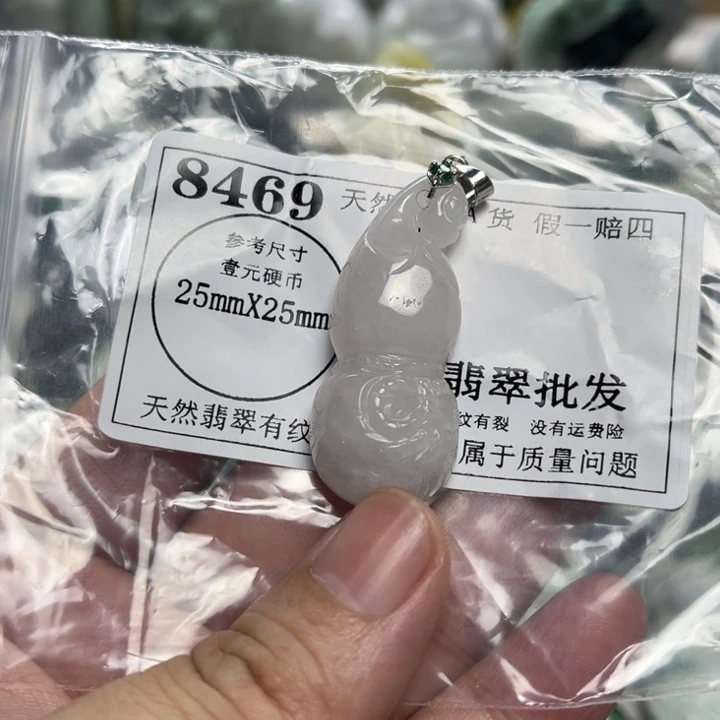 8469 天然 A货 假一赔四
参考尺寸
壹元硬币
25mmX25mm
翡翠批发
纹有裂 没有运费险
天然翡翠有纹 属于质量问题